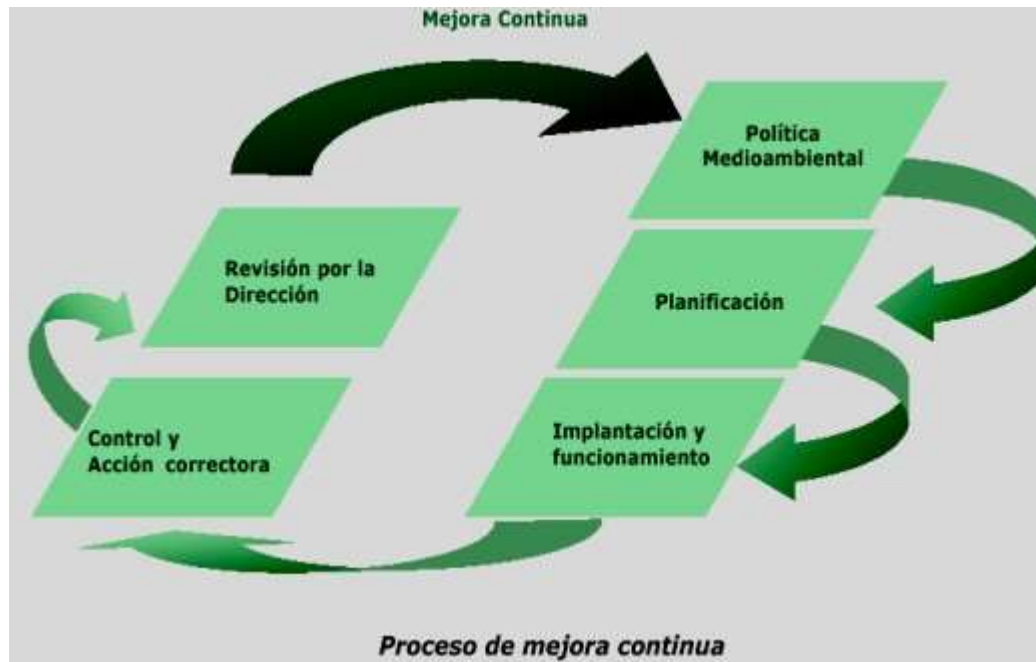 Mejora Continua
Política
Medioambiental
Planificación
Implantación y
funcionamiento
Control y
Acción correctora
Revisión por la
Dirección
Proceso de mejora continua